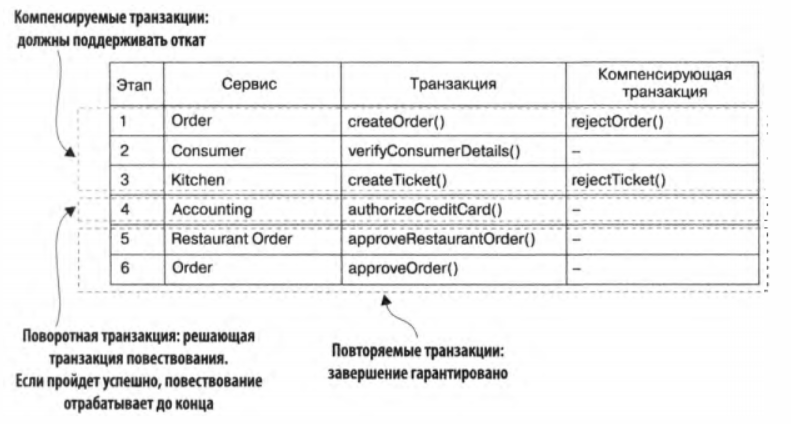 Компенсируемые транзакции:
должны поддерживать откат
Этап Сервис Транзакция Компенсирующая транзакция
1 Order createOrder() rejectOrder()
2 Consumer verifyConsumerDetails() –
3 Kitchen createTicket() rejectTicket()
4 Accounting authorizeCreditCard() –
5 Restaurant Order approveRestaurantOrder() –
6 Order approveOrder() –
Поворотная транзакция: решающая
транзакция повествования.
Если пройдет успешно, повествование
отрабатывает до конца
Повторяемые транзакции:
завершение гарантировано